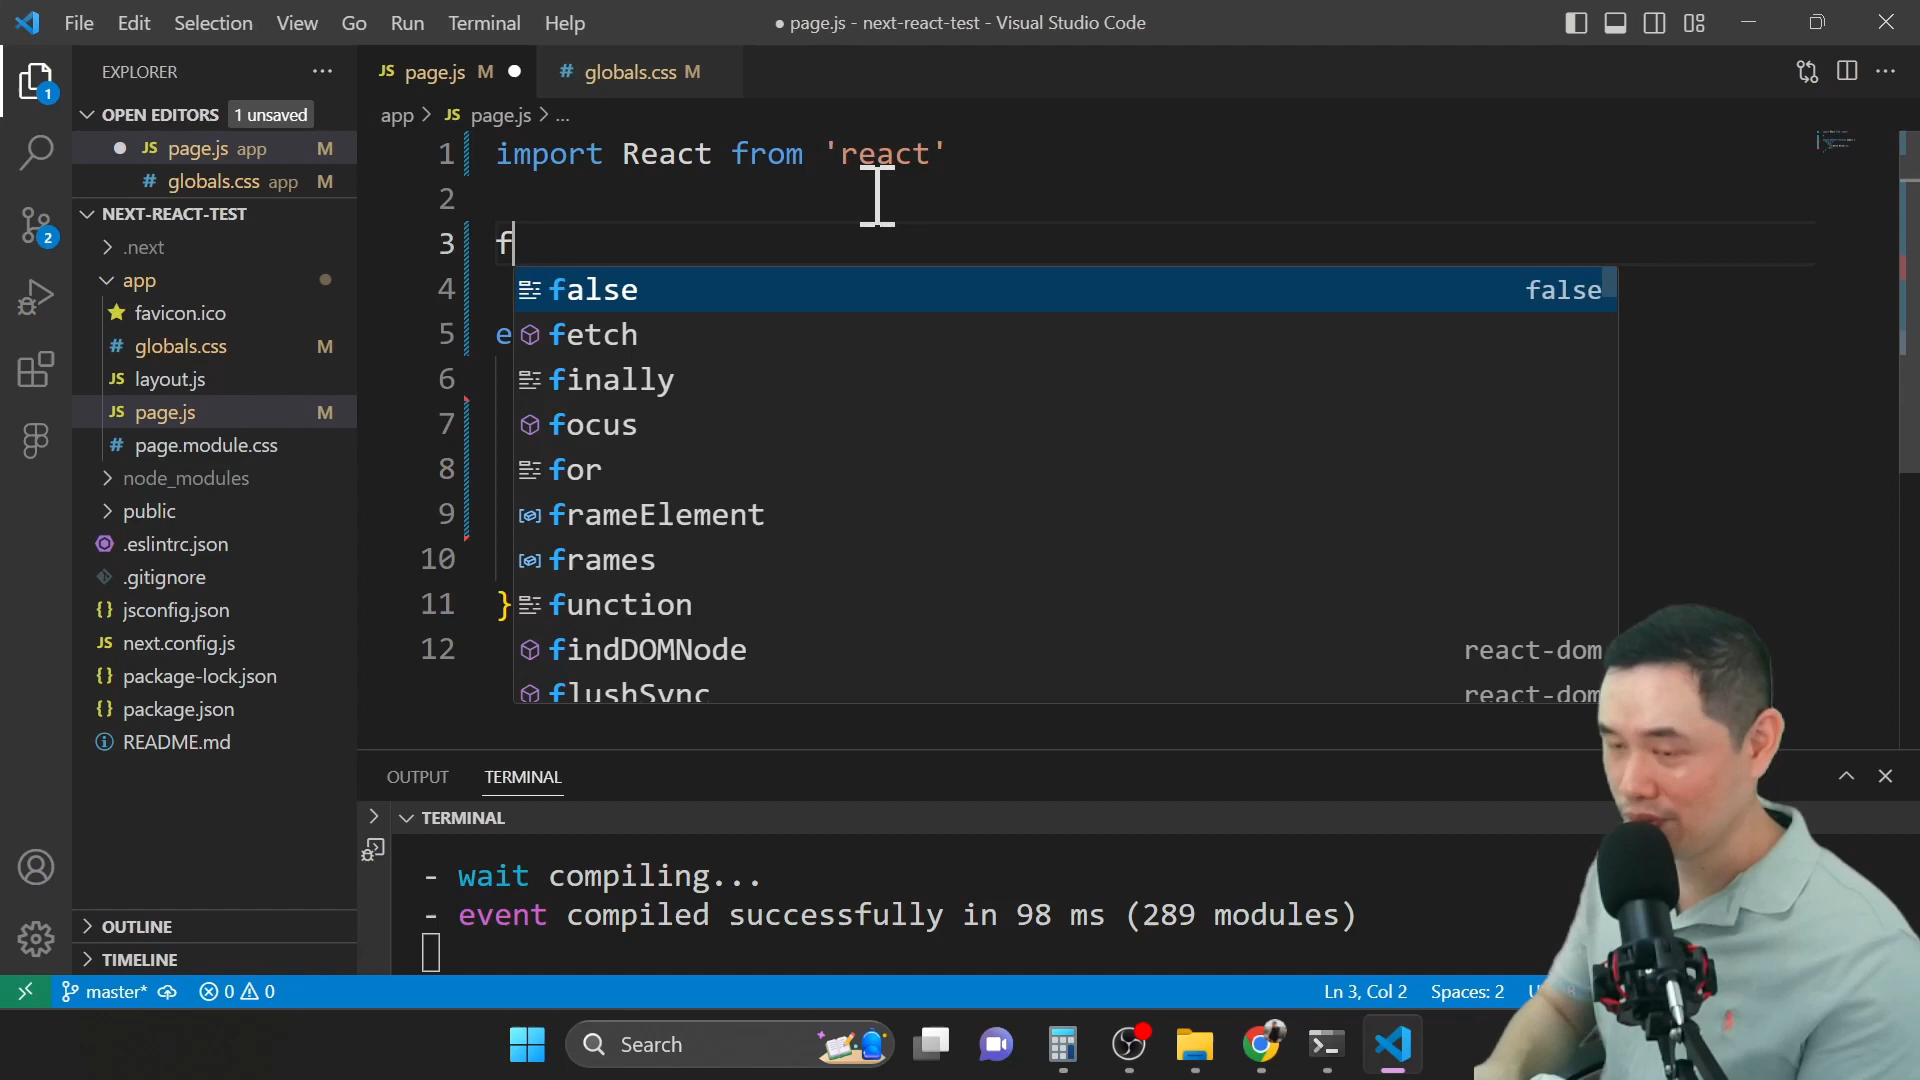 File Edit Selection View Go Run Terminal Help
● page.js - next-react-test - Visual Studio Code
EXPLORER
OPEN EDITORS 1 unsaved
JS page.js app M
# globals.css app M
NEXT-REACT-TEST
.next
app
favicon.ico
# globals.css M
JS layout.js
JS page.js M
# page.module.css
node_modules
public
.eslintrc.json
.gitignore
{} jsconfig.json
JS next.config.js
{} package-lock.json
{} package.json
README.md
OUTLINE
TIMELINE
1
2
JS page.js M
# globals.css M
app > JS page.js > ...
1 import React from 'react'
2
3 f
4 false false
5 e fetch
6 finally
7 focus
8 for
9 frameElement
10 frames
11 } function
12 findDOMNode react-dom
flushSync react-dom
OUTPUT TERMINAL
TERMINAL
- wait compiling...
- event compiled successfully in 98 ms (289 modules)
master* 0 0
Ln 3, Col 2 Spaces: 2
Search